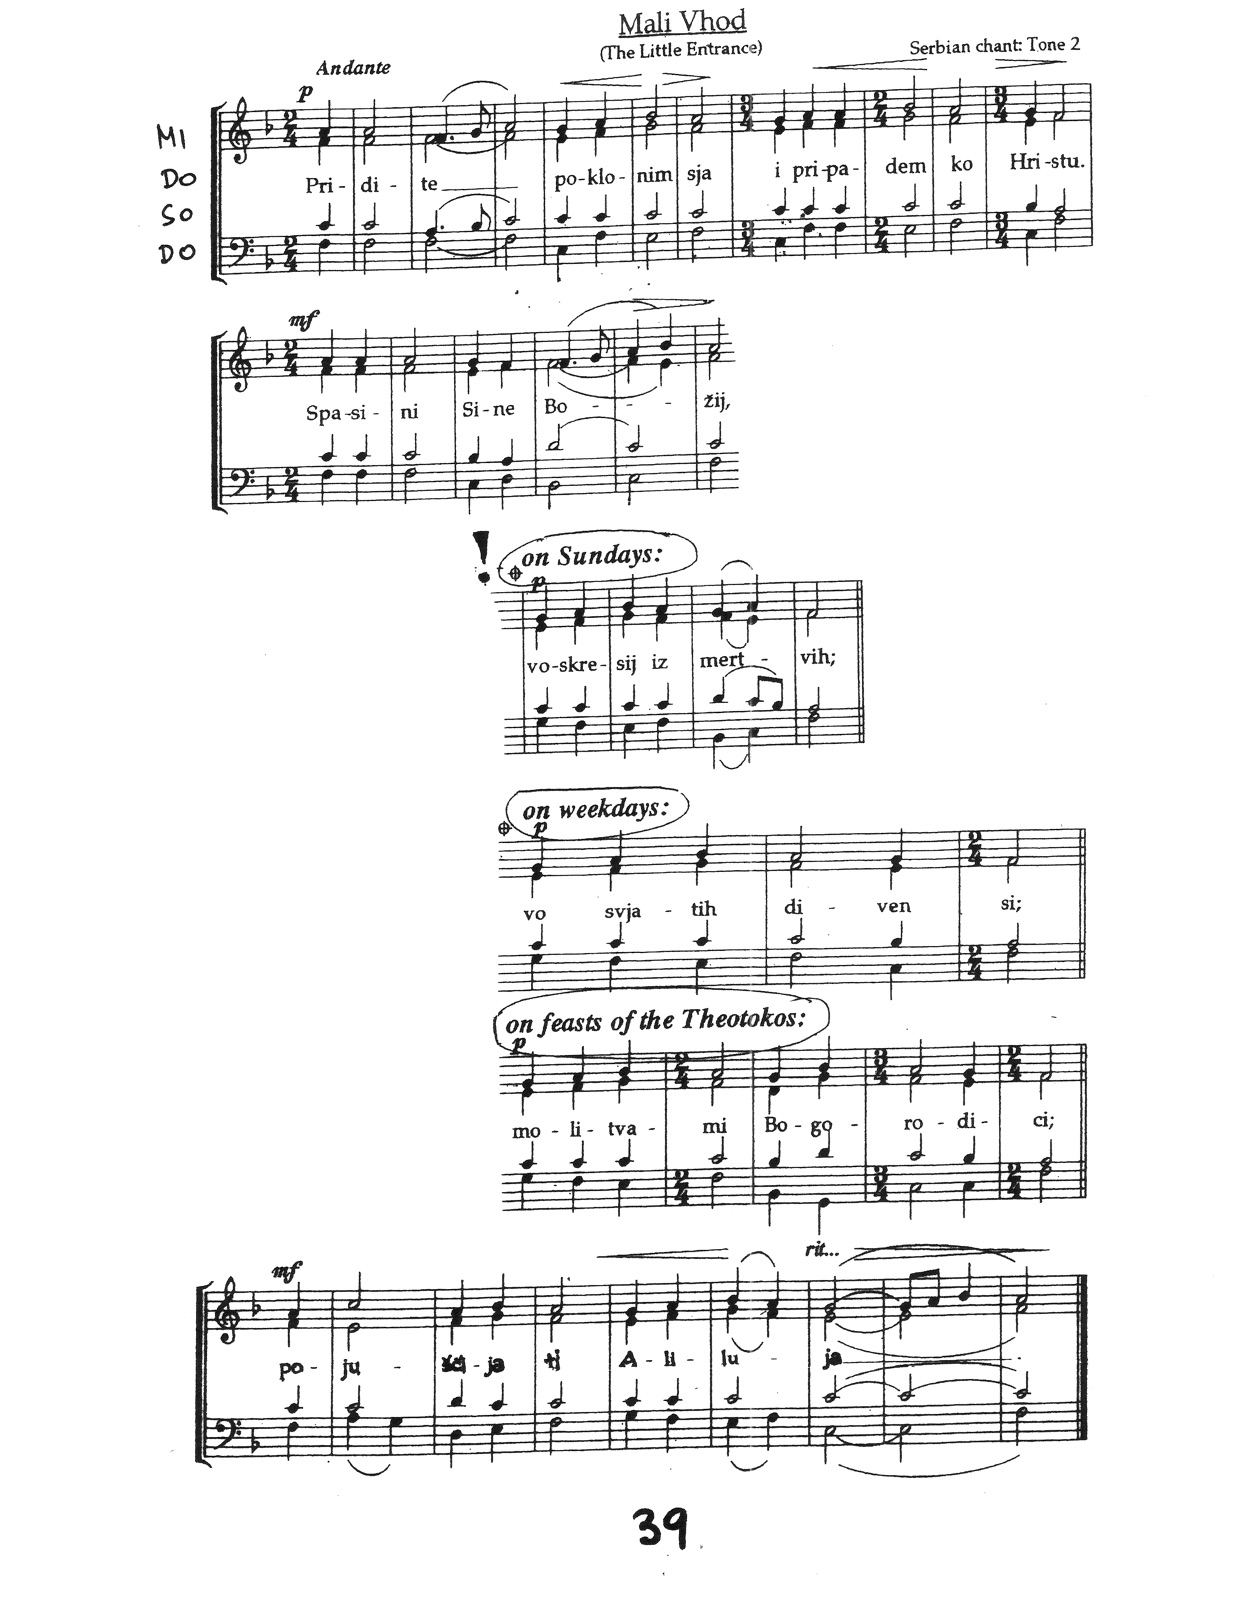 Mali Vhod
(The Little Entrance)
Serbian chant: Tone 2
Andante
p
MI
DO
SO
DO
Pri - di - te po - klo - nim sja i pri - pa - dem ko Hri - stu.
mf
Spa - si - ni Si - ne Bo - - - žij,
! on Sundays:
p
vo - skre - sij iz mert - vih;
on weekdays:
p
vo svja - tih di - ven si;
on feasts of the Theotokos:
p
mo - li - tva - mi Bo - go - ro - di - ci;
rit...
mf
po - ju - šci - ja ti A - li - lu - ja
39